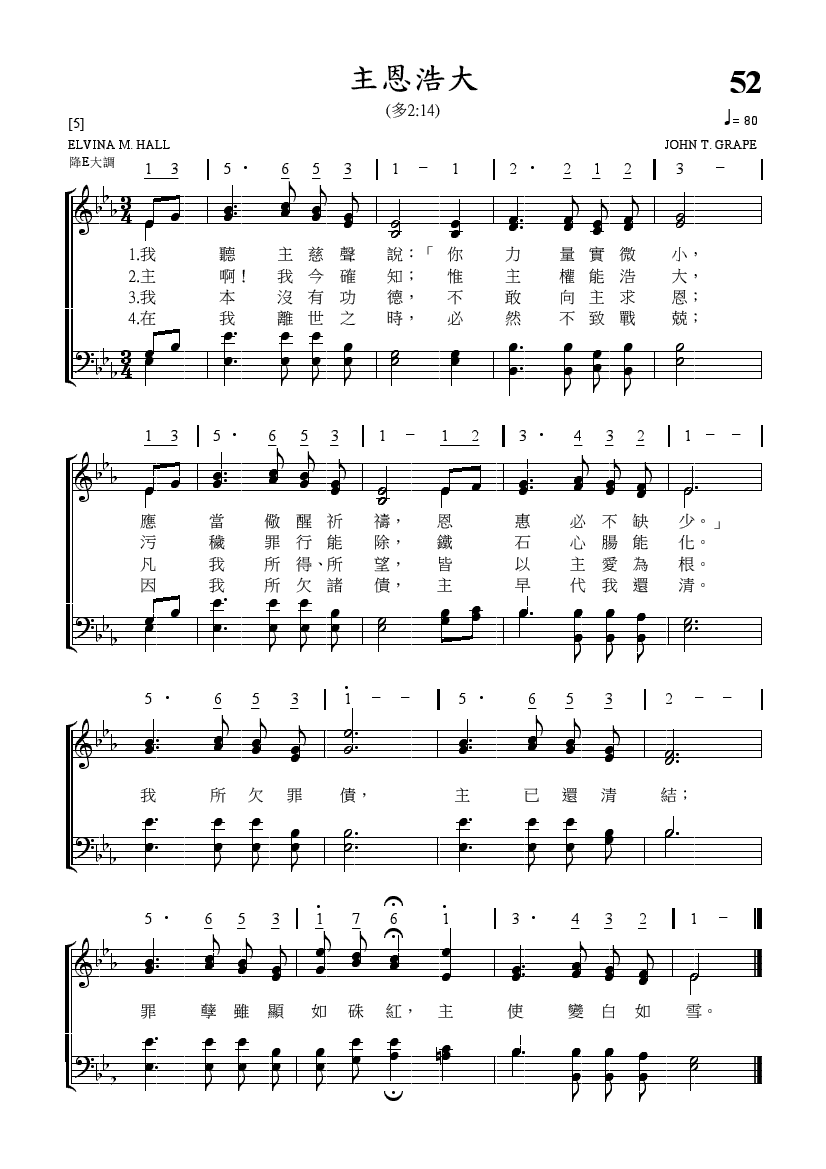 主恩浩大
52
(多2:14)
[5]
♩= 80
ELVINA M. HALL
JOHN T. GRAPE
降E大調
1 3 | 5 · 6 5 3 | 1 – 1 | 2 · 2 1 2 | 3 –
1.我 聽 主 慈 聲 說：「你 力 量 實 微 小，
2.主 啊！我 今 確 知；惟 主 權 能 浩 大，
3.我 本 沒 有 功 德，不 敢 向 主 求 恩；
4.在 我 離 世 之 時，必 然 不 致 戰 兢；
1 3 | 5 · 6 5 3 | 1 – 1 2 | 3 · 4 3 2 | 1 – – |
應 當 儆 醒 祈 禱，恩 惠 必 不 缺 少。」
污 穢 罪 行 能 除，鐵 石 心 腸 能 化。
凡 我 所 得、所 望，皆 以 主 愛 為 根。
因 我 所 欠 諸 債，主 早 代 我 還 清。
5 · 6 5 3 | 1̇ – – | 5 · 6 5 3 | 2 – – |
我 所 欠 罪 債，主 已 還 清 結；
5 · 6 5 3 | 1̇ 7 6 1̇ | 3 · 4 3 2 | 1 –
罪 孽 雖 顯 如 硃 紅，主 使 變 白 如 雪。